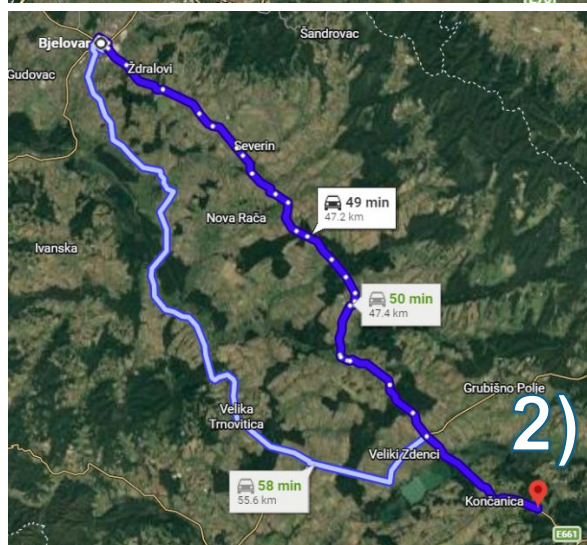 Bjelovar
Šandrovac
Ždralovi
Gudovac
Severin
49 min
47.2 km
Nova Rača
Ivanska
50 min
47.4 km
Grubišno Polje
2)
Velika
Trnovitica
Veliki Zdenci
58 min
55.6 km
Končanica
E661